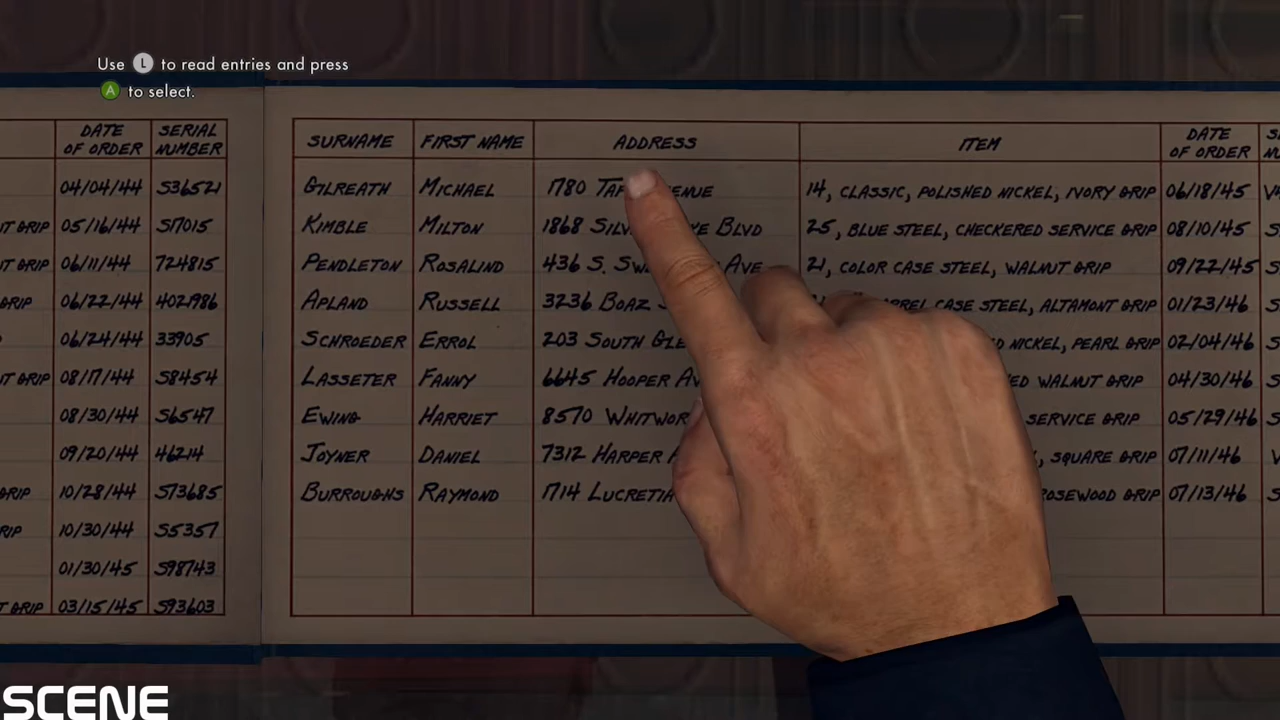 Use L to read entries and press
A to select.
DATE OF ORDER SERIAL NUMBER
04/04/44 S36521
GRIP 05/16/44 S17015
GRIP 06/11/44 724815
GRIP 06/22/44 402986
06/24/44 33905
GRIP 08/17/44 S8454
08/30/44 S6547
09/20/44 46214
GRIP 10/28/44 S73685
GRIP 10/30/44 S5357
01/30/45 S98743
GRIP 03/15/45 S93603
SURNAME FIRST NAME ADDRESS ITEM DATE OF ORDER
GILREATH MICHAEL 1780 14, CLASSIC, POLISHED NICKEL, IVORY GRIP 06/18/45
KIMBLE MILTON 1868 BLVD 25, BLUE STEEL, CHECKERED SERVICE GRIP 08/10/45
PENDLETON ROSALIND 436 S. AVE 21, COLOR CASE STEEL, WALNUT GRIP 09/22/45
APLAND RUSSELL 3236 BOAZ CASE STEEL, ALTAMONT GRIP 01/23/46
SCHROEDER ERROL 203 SOUTH NICKEL, PEARL GRIP 02/04/46
LASSETER FANNY 6645 HOOPER WALNUT GRIP 04/30/46
EWING HARRIET 8570 SERVICE GRIP 05/29/46
JOYNER DANIEL 7312 HARPER , SQUARE GRIP 07/11/46
BURROUGHS RAYMOND 1714 LUCRETIA ROSEWOOD GRIP 07/13/46
SCENE